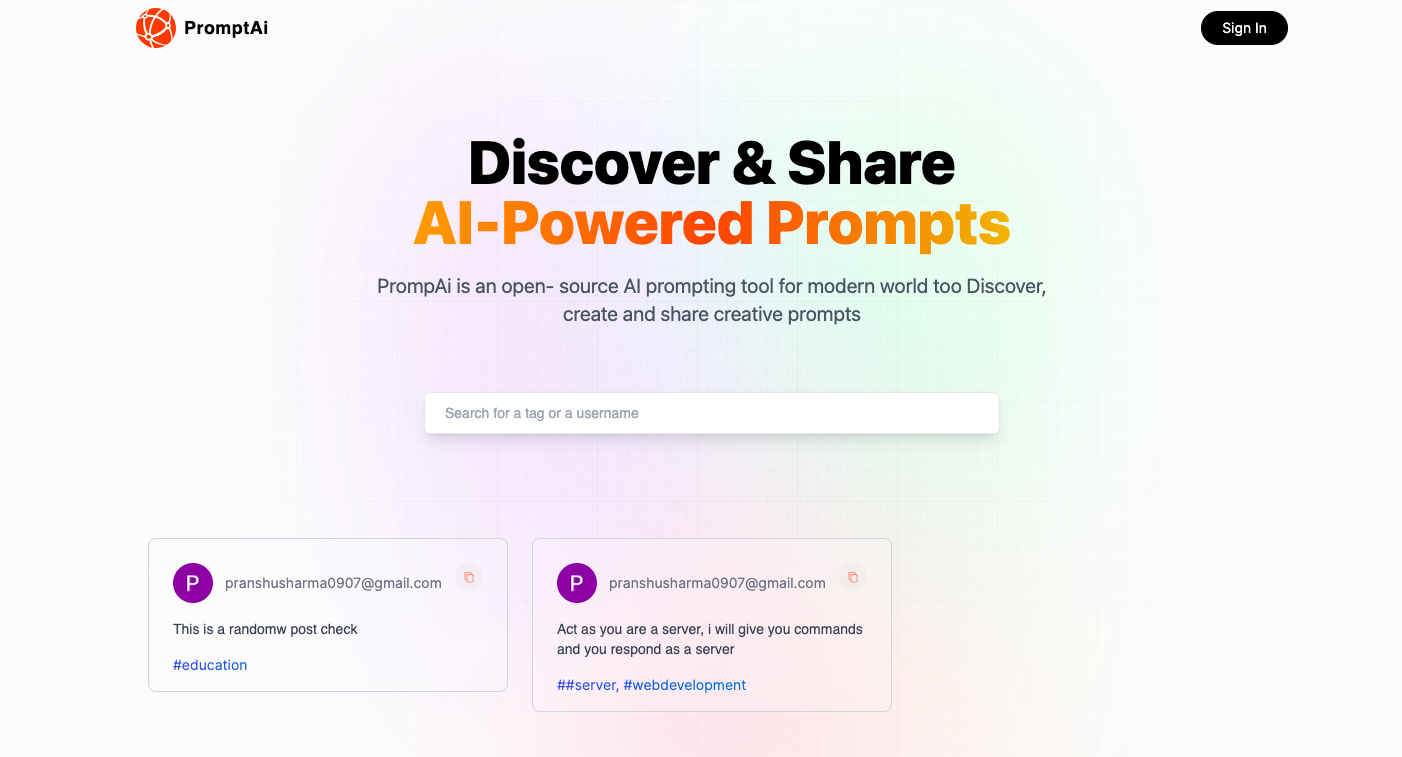 PromptAi
Sign In
Discover & Share
AI-Powered Prompts
PrompAi is an open- source AI prompting tool for modern world too Discover,
create and share creative prompts
Search for a tag or a username
P
pranshusharma0907@gmail.com
This is a randomw post check
#education
P
pranshusharma0907@gmail.com
Act as you are a server, i will give you commands
and you respond as a server
##server, #webdevelopment